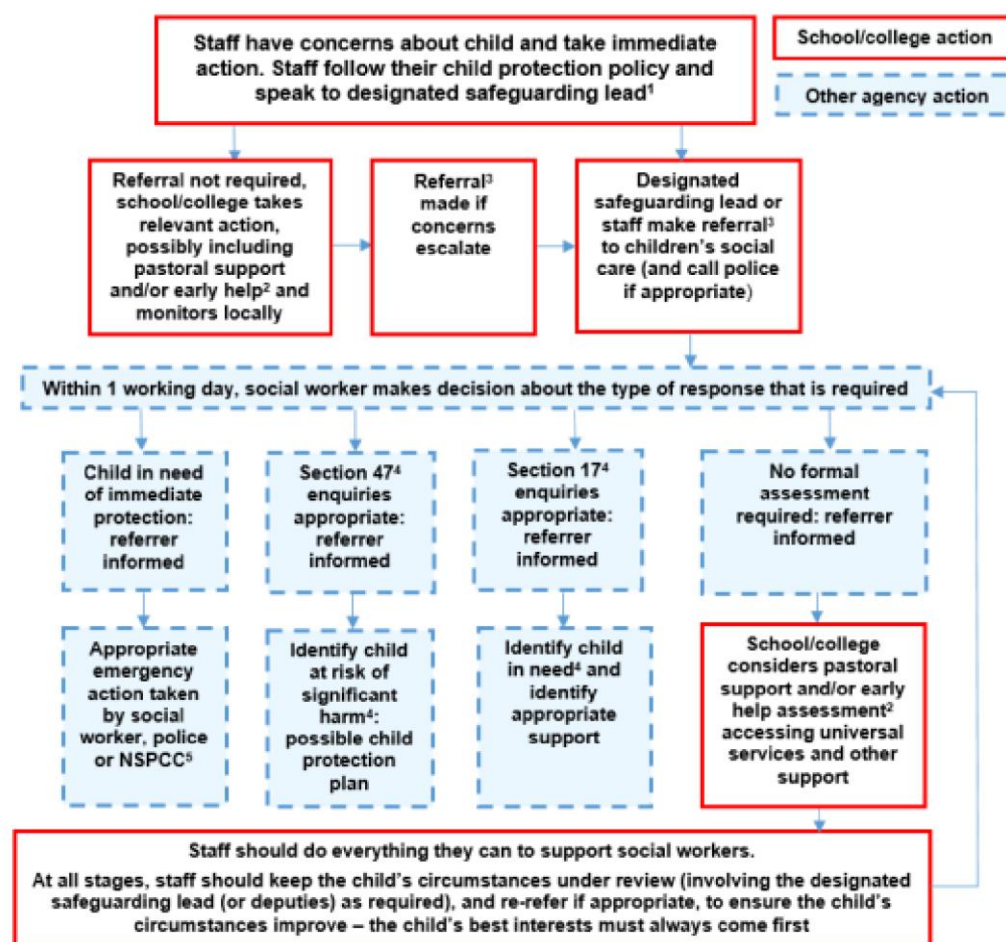 Staff have concerns about child and take immediate
action. Staff follow their child protection policy and
speak to designated safeguarding lead¹
School/college action
Other agency action
Referral not required,
school/college takes
relevant action,
possibly including
pastoral support
and/or early help² and
monitors locally
Referral³
made if
concerns
escalate
Designated
safeguarding lead or
staff make referral³
to children's social
care (and call police
if appropriate)
Within 1 working day, social worker makes decision about the type of response that is required
Child in need
of immediate
protection:
referrer
informed
Section 47⁴
enquiries
appropriate:
referrer
informed
Section 17⁴
enquiries
appropriate:
referrer
informed
No formal
assessment
required: referrer
informed
Appropriate
emergency
action taken
by social
worker, police
or NSPCC⁵
Identify child
at risk of
significant
harm⁴:
possible child
protection
plan
Identify child
in need⁴ and
identify
appropriate
support
School/college
considers pastoral
support and/or early
help assessment²
accessing universal
services and other
support
Staff should do everything they can to support social workers.
At all stages, staff should keep the child's circumstances under review (involving the designated
safeguarding lead (or deputies) as required), and re-refer if appropriate, to ensure the child's
circumstances improve – the child's best interests must always come first